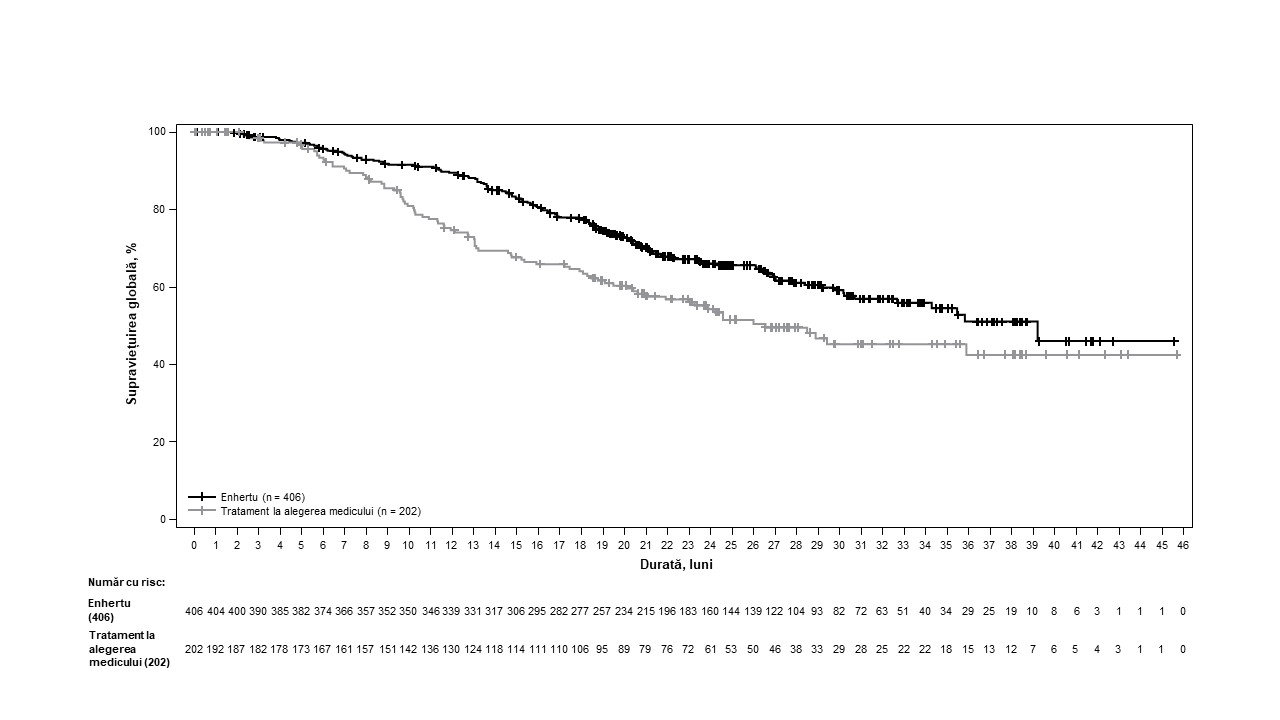 100
80
60
40
20
0
Supraviețuirea globală, %
Enhertu (n = 406)
Tratament la alegerea medicului (n = 202)
0 1 2 3 4 5 6 7 8 9 10 11 12 13 14 15 16 17 18 19 20 21 22 23 24 25 26 27 28 29 30 31 32 33 34 35 36 37 38 39 40 41 42 43 44 45 46
Durată, luni
Număr cu risc:
Enhertu
(406)
406 404 400 390 385 382 374 366 357 352 350 346 339 331 317 306 295 282 277 257 234 215 196 183 160 144 139 122 104 93 82 72 63 51 40 34 29 25 19 10 8 6 3 1 1 1 0
Tratament la
alegerea
medicului (202)
202 192 187 182 178 173 167 161 157 151 142 136 130 124 118 114 111 110 106 95 89 79 76 72 61 53 50 46 38 33 29 28 25 22 22 18 15 13 12 7 6 5 4 3 1 1 0